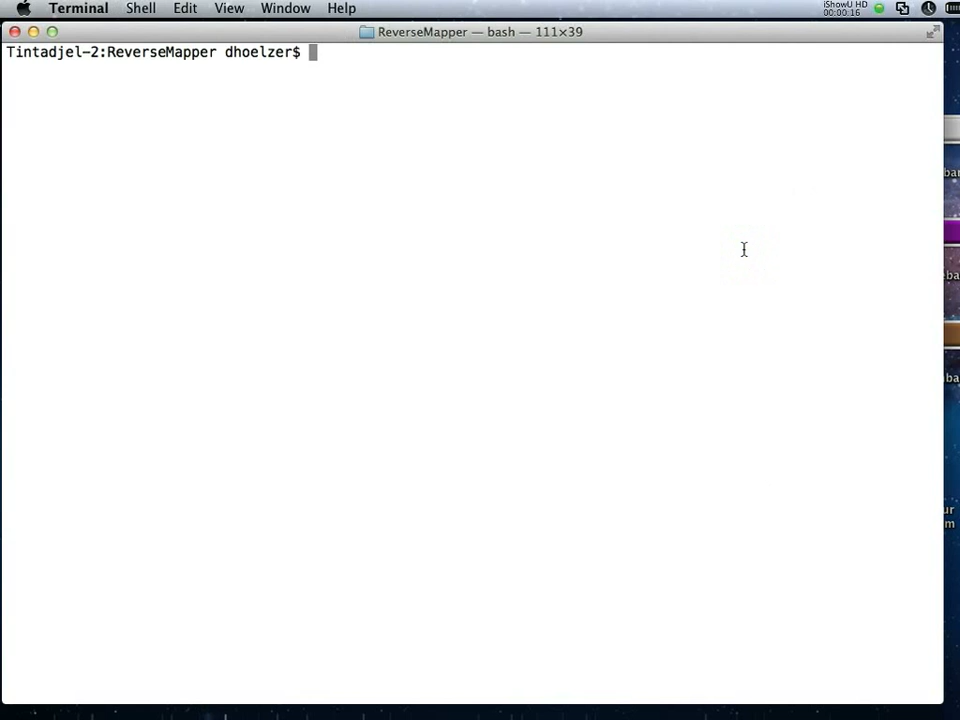 Terminal Shell Edit View Window Help iShowU HD
00:00:16
ReverseMapper — bash — 111×39
Tintadjel-2:ReverseMapper dhoelzer$